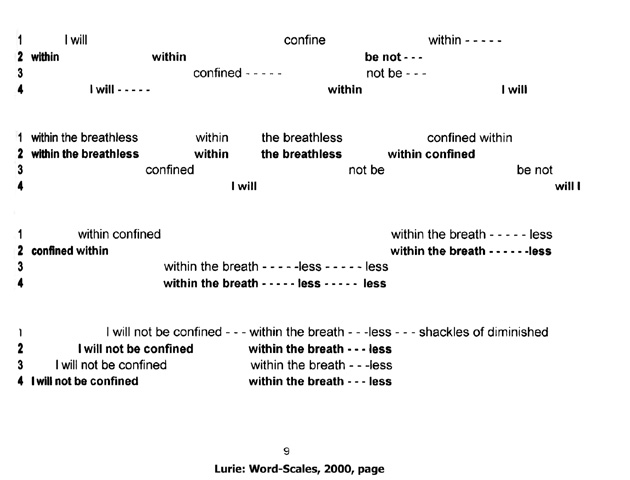 1 I will confine within - - - - -
2 within within be not - - -
3 confined - - - - - not be - - -
4 I will - - - - - within I will
1 within the breathless within the breathless confined within
2 within the breathless within the breathless within confined
3 confined not be be not
4 I will will I
1 within confined within the breath - - - - - less
2 confined within within the breath - - - - - -less
3 within the breath - - - - -less - - - - - less
4 within the breath - - - - - less - - - - - less
1 I will not be confined - - - within the breath - - -less - - - shackles of diminished
2 I will not be confined within the breath - - - less
3 I will not be confined within the breath - - -less
4 I will not be confined within the breath - - - less
9
Lurie: Word-Scales, 2000, page